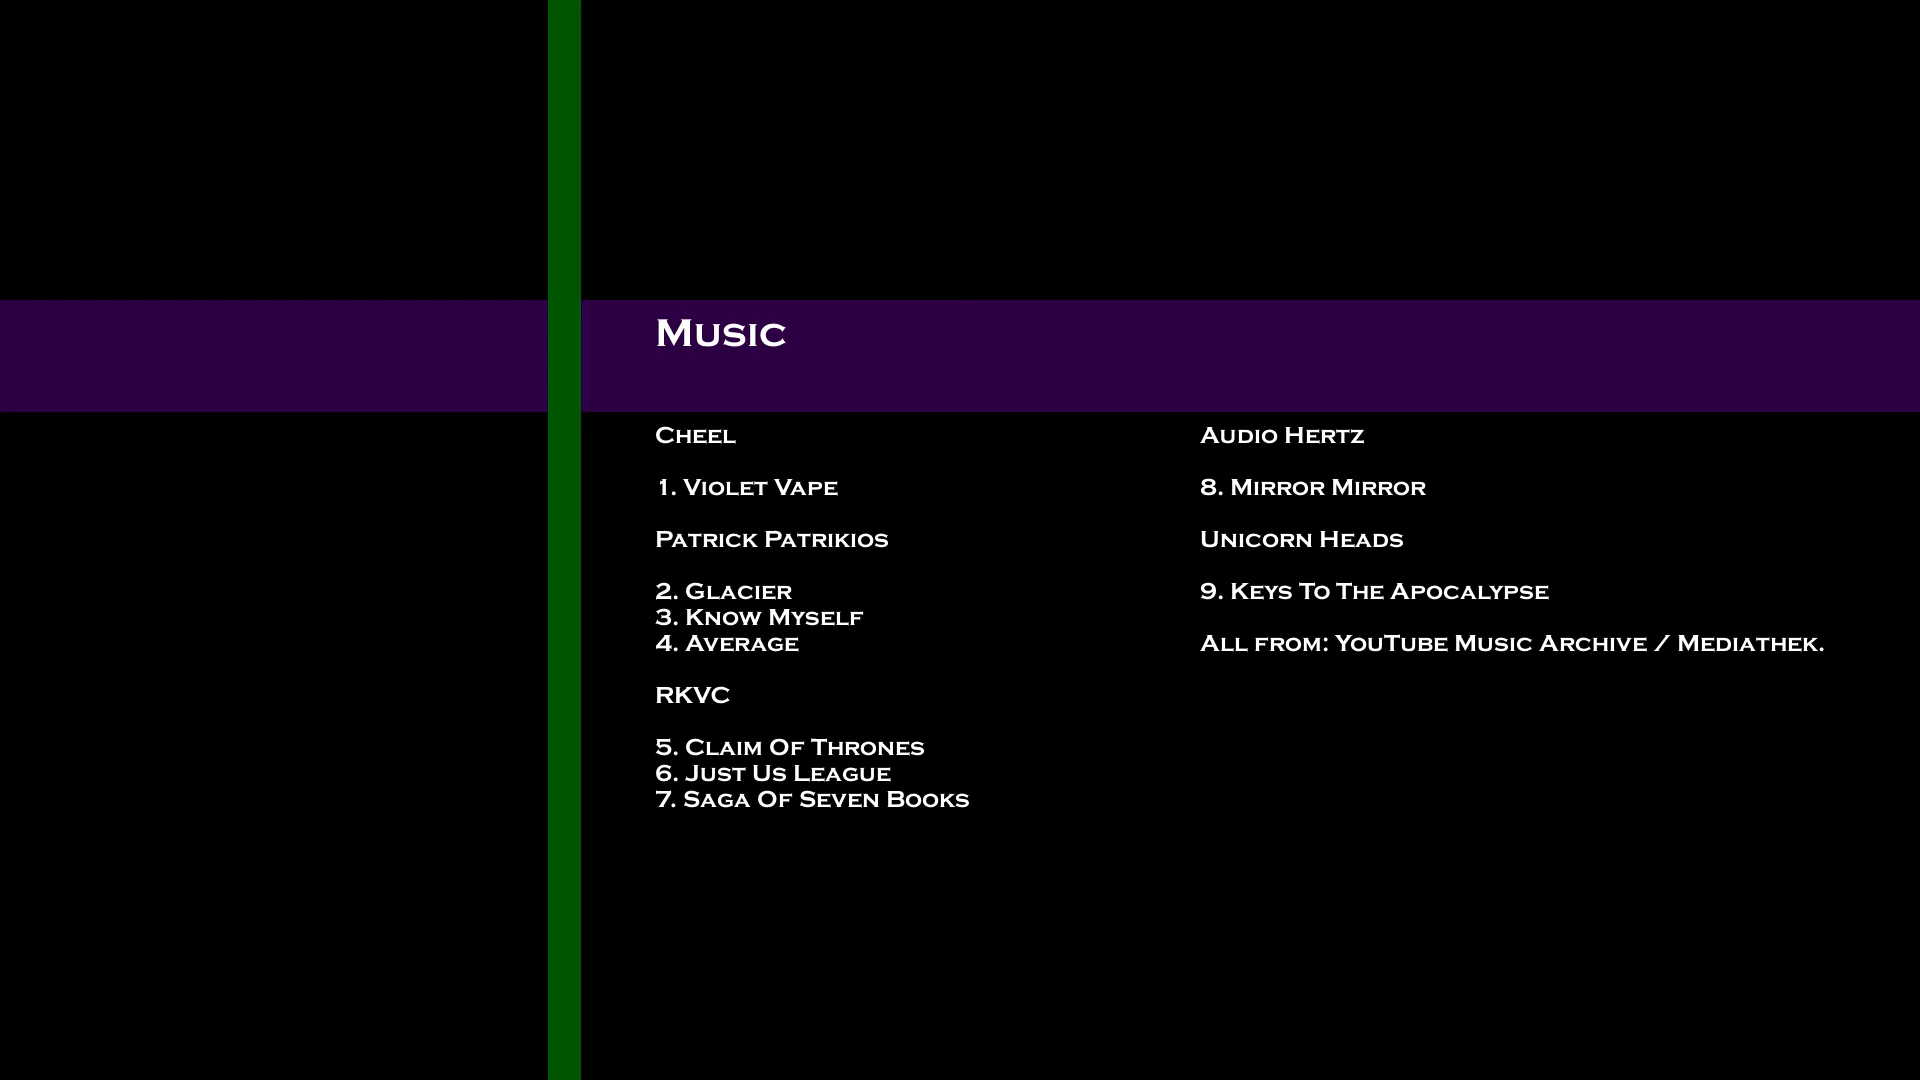 Music
Cheel
1. Violet Vape
Patrick Patrikios
2. Glacier
3. Know Myself
4. Average
RKVC
5. Claim Of Thrones
6. Just Us League
7. Saga Of Seven Books
Audio Hertz
8. Mirror Mirror
Unicorn Heads
9. Keys To The Apocalypse
All from: YouTube Music Archive / Mediathek.